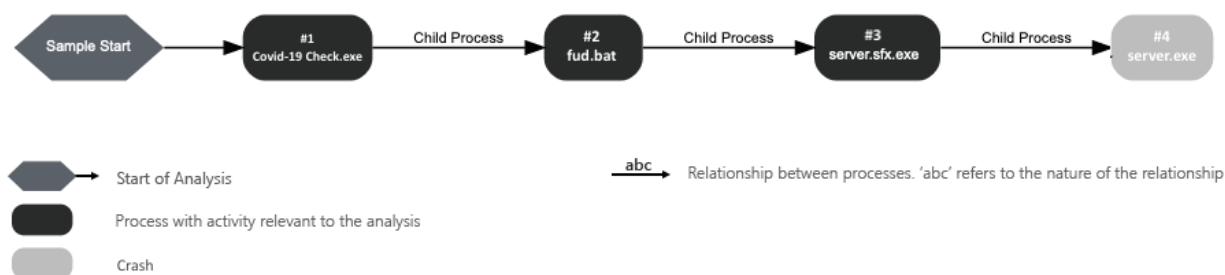 Sample Start
#1
Covid-19 Check.exe
Child Process
#2
fud.bat
Child Process
#3
server.sfx.exe
Child Process
#4
server.exe
Start of Analysis
abc
Relationship between processes. ‘abc’ refers to the nature of the relationship
Process with activity relevant to the analysis
Crash